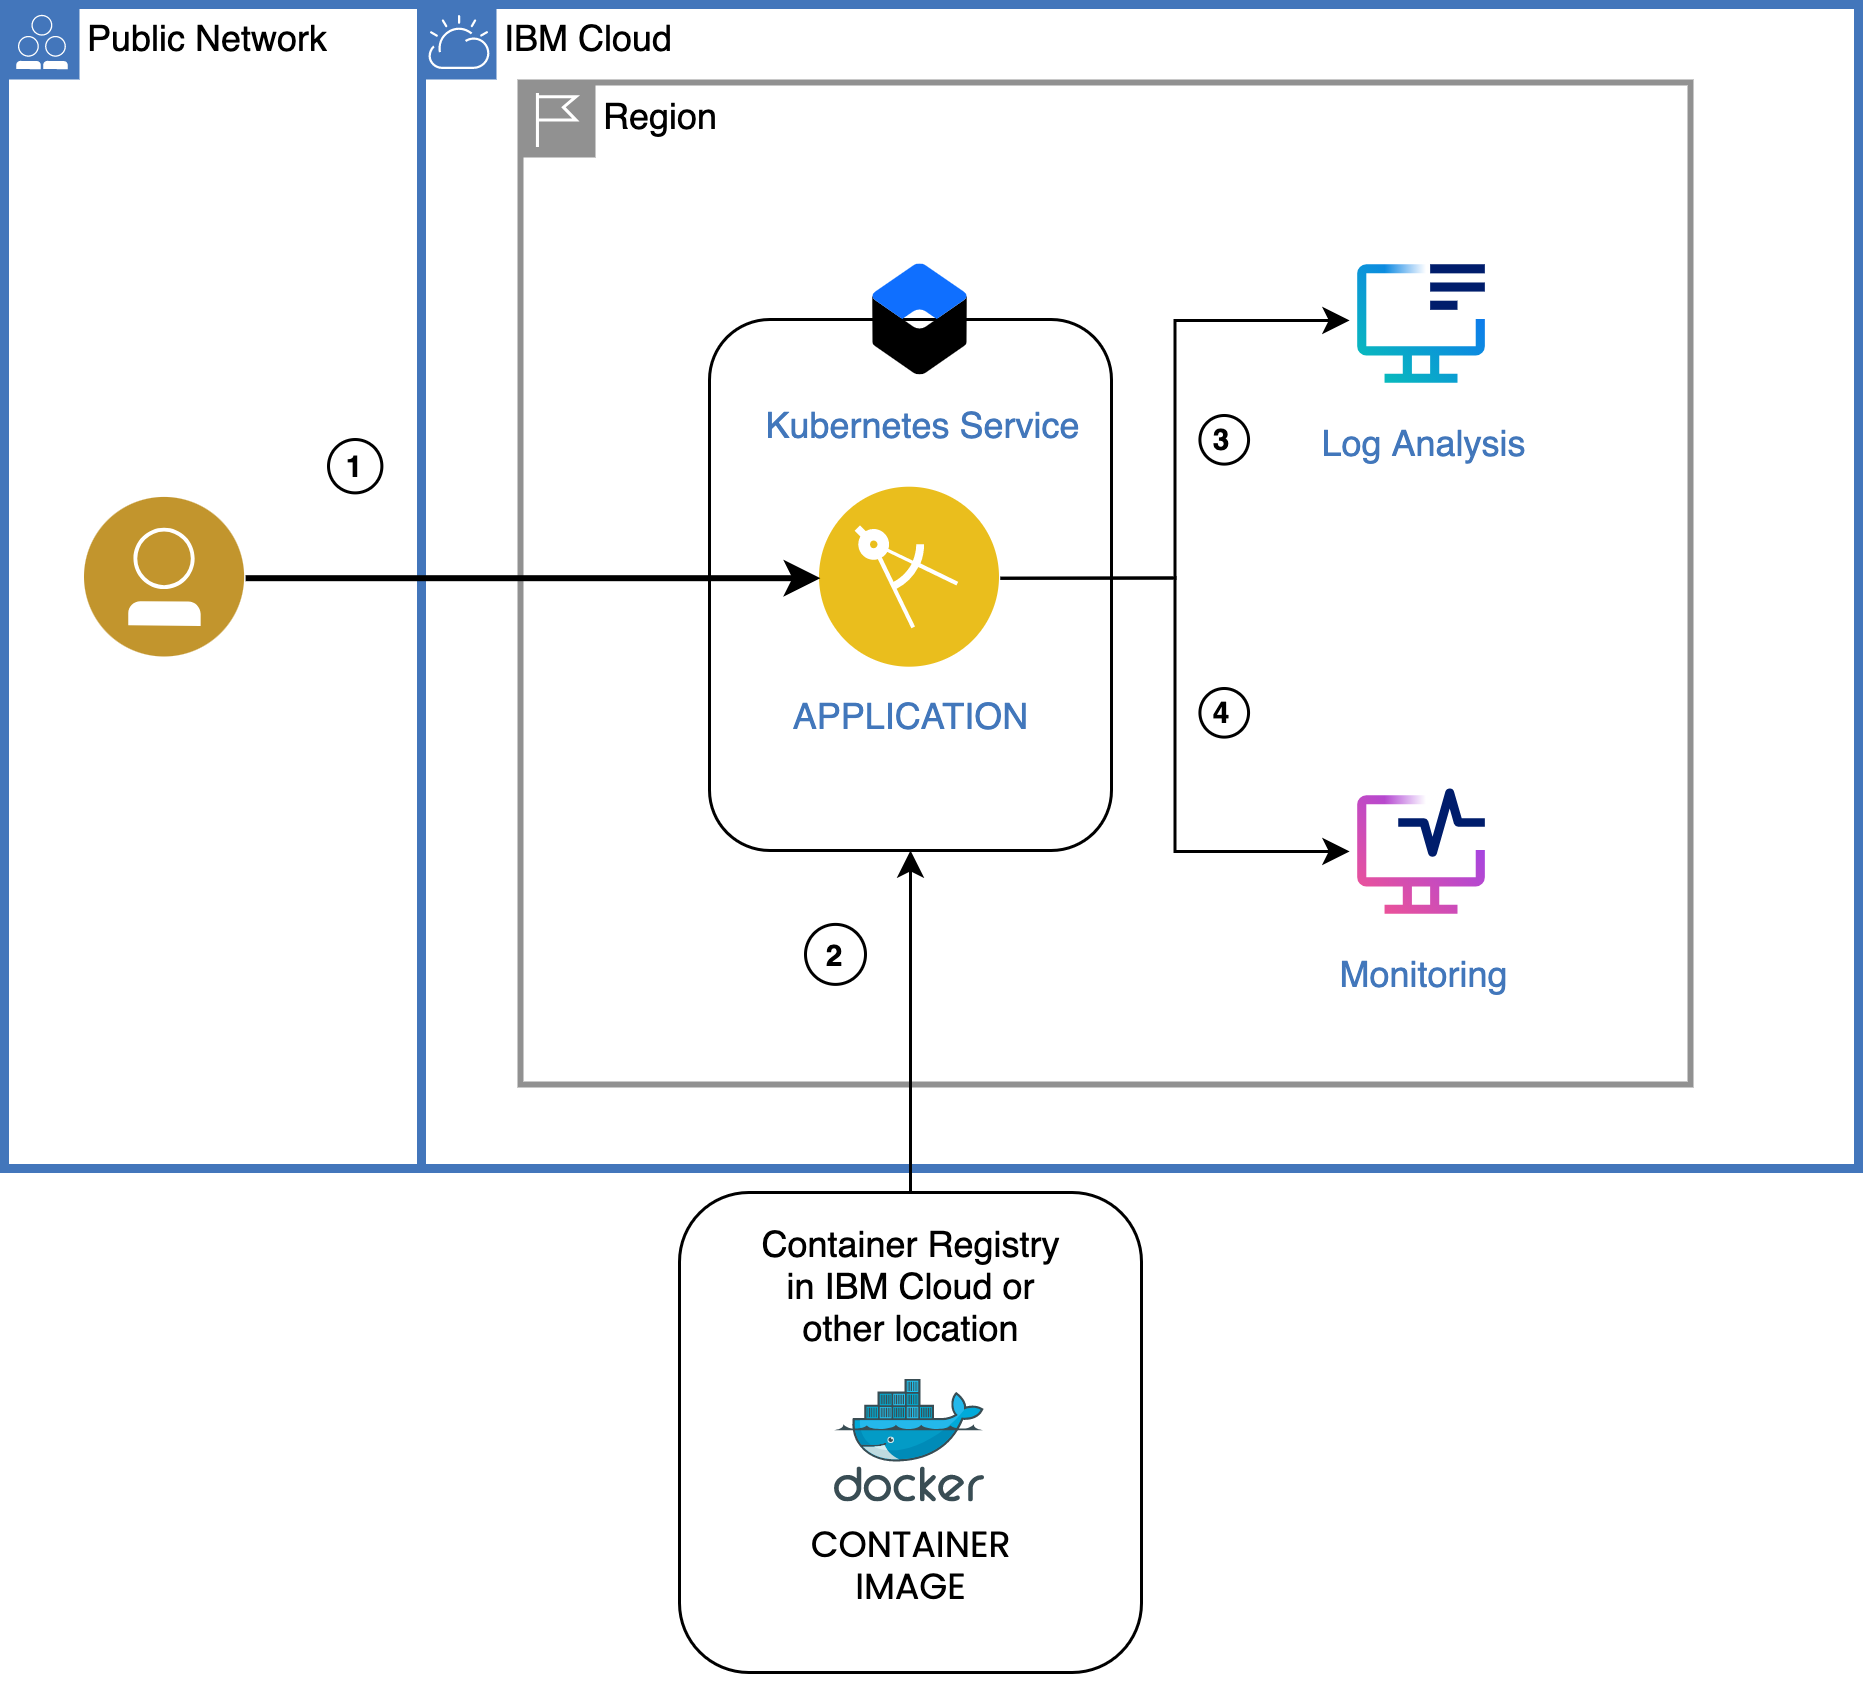 Public Network
IBM Cloud
Region
Kubernetes Service
1
3
Log Analysis
APPLICATION
4
2
Monitoring
Container Registry
in IBM Cloud or
other location
docker
CONTAINER
IMAGE